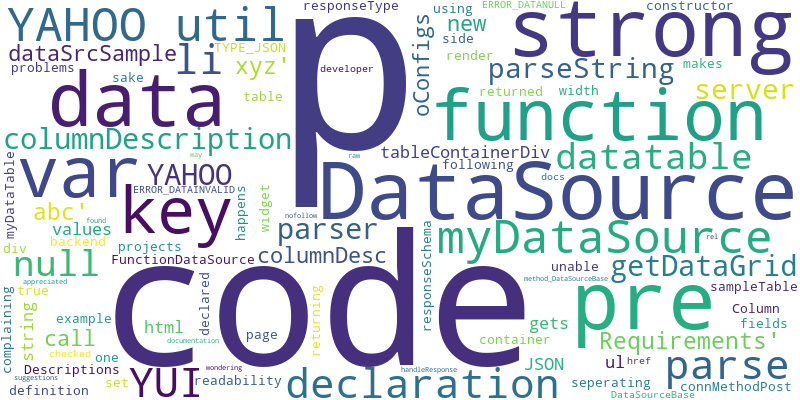 responseType
using
ERROR_DATANULL
constructor
YAHOO util
p
new
strong
dataSrcSample
TYPE_JSON
oConfigs
side
makes
problems
li
xyz'
developer
render
parseString
sake
data
table
returned
width
server
function
columnDescription
tableContainerDiv
datatable
myDataTable
var
YAHOO
way
raw
following
docs
ERROR_DATAINVALID
DataSource
abc'
key
happens
widget
nofollow
values
found
parser
myDataSource
backend
rel
div
projects
null
FunctionDataSource
columnDesc
responseSchema
unable
getDataGrid
true
code
method_DataSourceBase
pre
sampleTable
complaining
string
example
declared
returning
Column
fields
call
html
page
gets
Requirements'
checked
one
documentation
container
appreciated
Descriptions
YUI
readability
handleResponse
JSON
ul
href
parse
suggestions
set
wondering
declaration
seperating
connMethodPost
definition
DataSourceBase